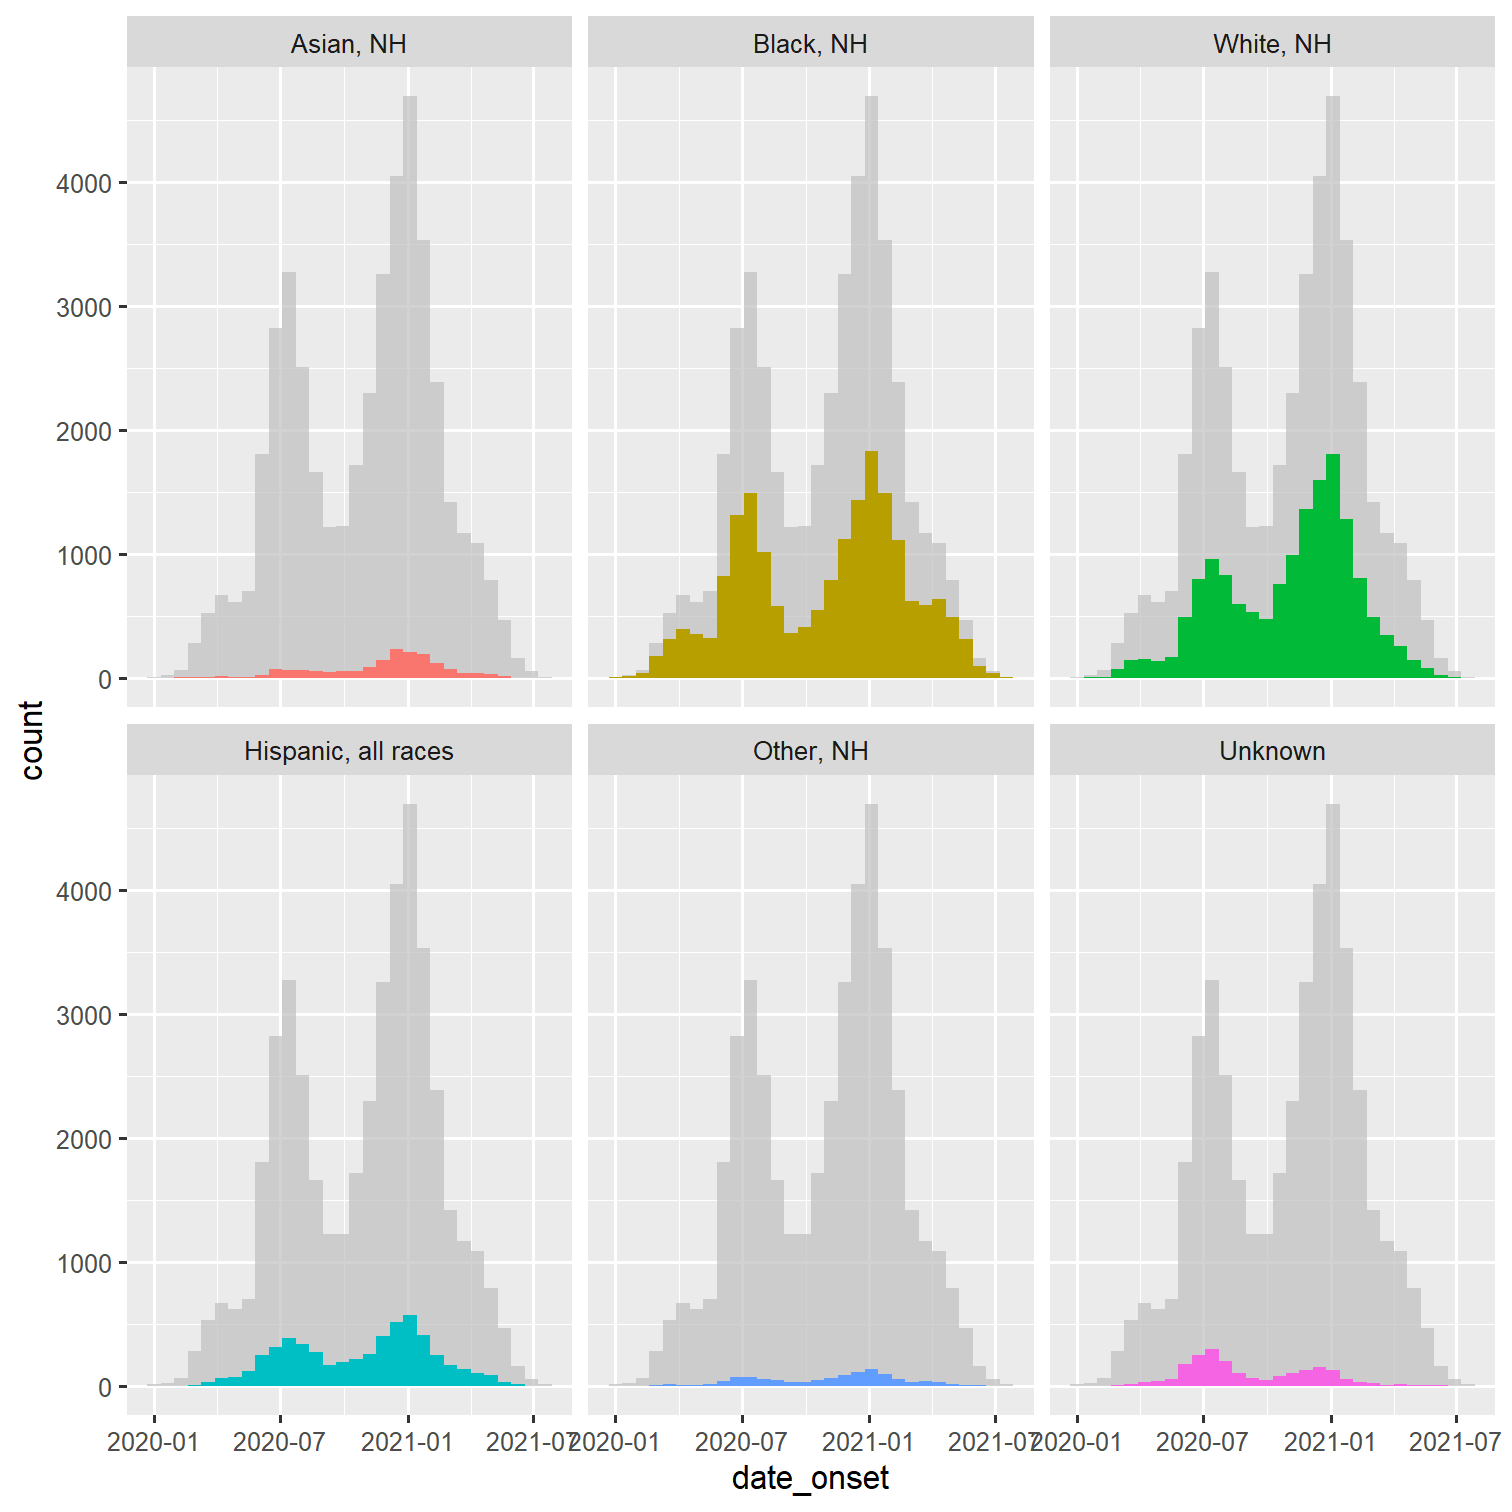 Asian, NH
Black, NH
White, NH
4000
3000
2000
1000
0
count
Hispanic, all races
Other, NH
Unknown
4000
3000
2000
1000
0
2020-01 2020-07 2021-01 2021-07 2020-01 2020-07 2021-01 2021-07 2020-01 2020-07 2021-01 2021-07
date_onset